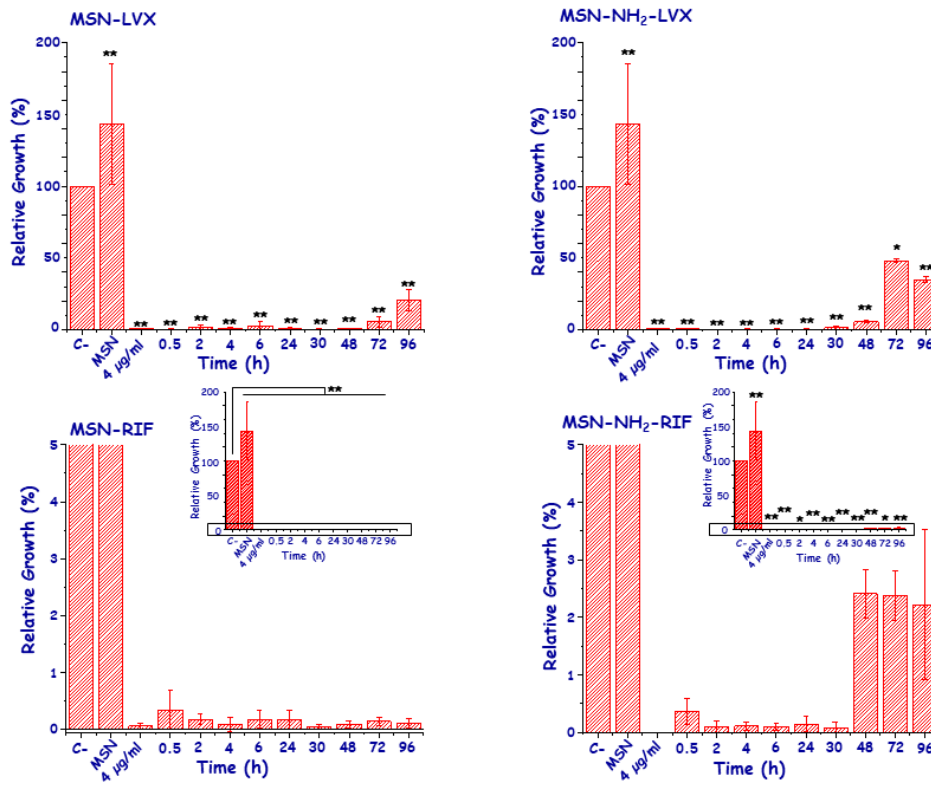 MSN-LVX
Relative Growth (%)
200
150
100
50
0
**
** ** ** ** ** ** ** ** ** ** **
C- MSN 4 µg/ml 0.5 2 4 6 24 30 48 72 96
Time (h)
MSN-NH₂-LVX
Relative Growth (%)
200
150
100
50
0
**
** ** ** ** ** ** ** ** ** * **
C- MSN 4 µg/ml 0.5 2 4 6 24 30 48 72 96
Time (h)
MSN-RIF
Relative Growth (%)
5
4
3
2
1
0
C- MSN 4 µg/ml 0.5 2 4 6 24 30 48 72 96
Time (h)
**
Relative Growth (%)
200
150
100
50
0
C- MSN 4 µg/ml 0.5 2 4 6 24 30 48 72 96
Time (h)
MSN-NH₂-RIF
Relative Growth (%)
5
4
3
2
1
0
C- MSN 4 µg/ml 0.5 2 4 6 24 30 48 72 96
Time (h)
Relative Growth (%)
200
150
100
50
0
**
** ** * ** ** ** ** ** * **
C- MSN 4 µg/ml 0.5 2 4 6 24 30 48 72 96
Time (h)